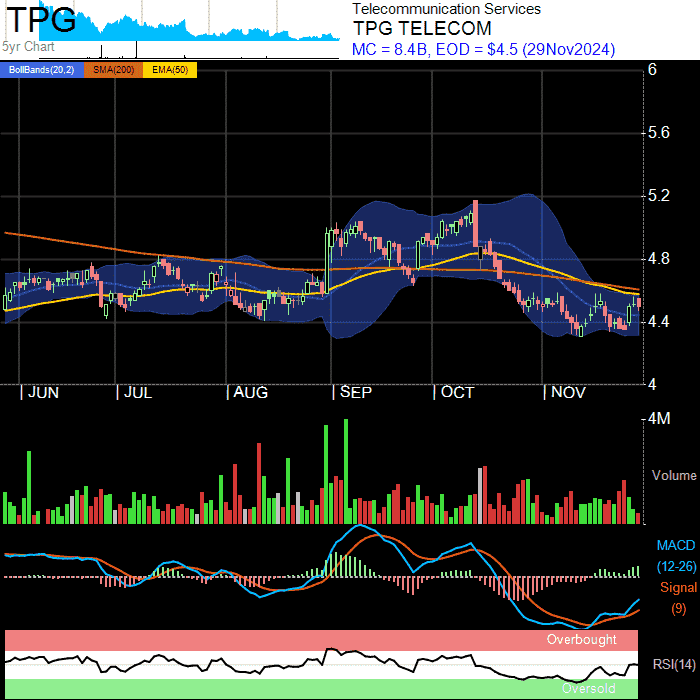 TPG
5yr Chart
Telecommunication Services
TPG TELECOM
MC = 8.4B, EOD = $4.5 (29Nov2024)
BollBands(20,2) SMA(200) EMA(50)
6
5.6
5.2
4.8
4.4
4
JUN JUL AUG SEP OCT NOV
4M
Volume
MACD
(12-26)
Signal
(9)
Overbought
RSI(14)
Oversold